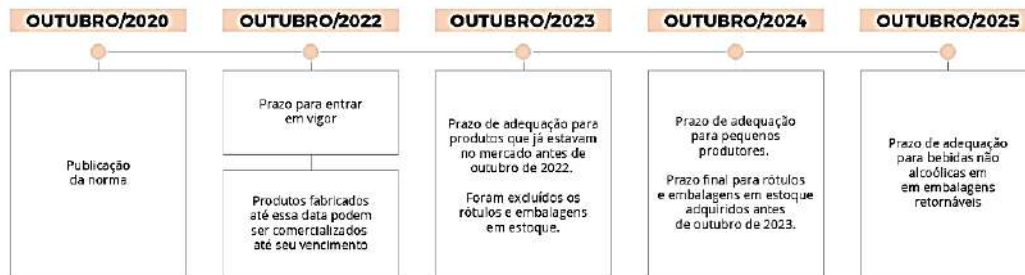 OUTUBRO/2020
OUTUBRO/2022
OUTUBRO/2023
OUTUBRO/2024
OUTUBRO/2025
Publicação
da norma
Prazo para entrar
em vigor
Produtos fabricados
até essa data podem
ser comercializados
até seu vencimento
Prazo de adequação para
produtos que já estavam
no mercado antes de
outubro de 2022.
Foram excluídos os
rótulos e embalagens
em estoque.
Prazo de adequação
para pequenos
produtores.
Prazo final para rótulos
e embalagens em estoque
adquiridos antes
de outubro de 2023.
Prazo de adequação
para bebidas não
alcoólicas em
em embalagens
retornáveis